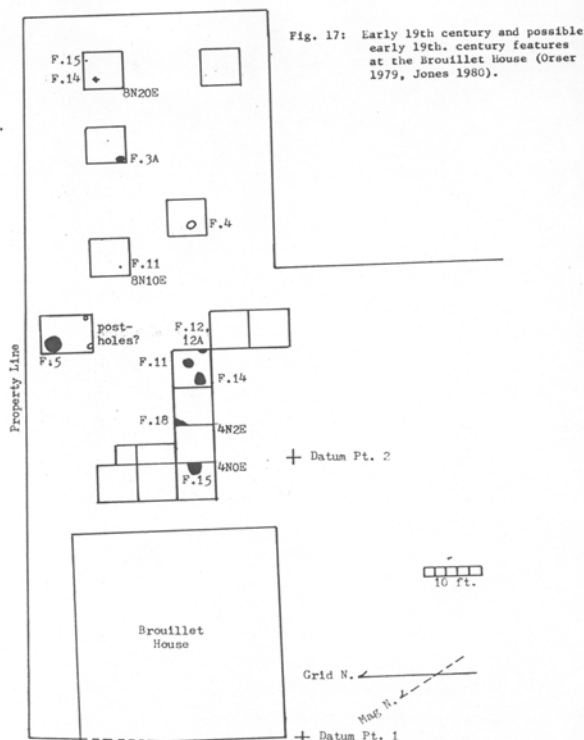 Fig. 17: Early 19th century and possible
early 19th. century features
at the Brouillet House (Orser
1979, Jones 1980).
F.15
F.14
8N20E
F.3A
F.4
F.11
8N10E
post-
holes?
F.5
F.12,
12A
F.11
F.14
F.18
4N2E
4N0E
F.15
Datum Pt. 2
Property Line
10 ft.
Brouillet
House
Grid N.
Mag N.
Datum Pt. 1